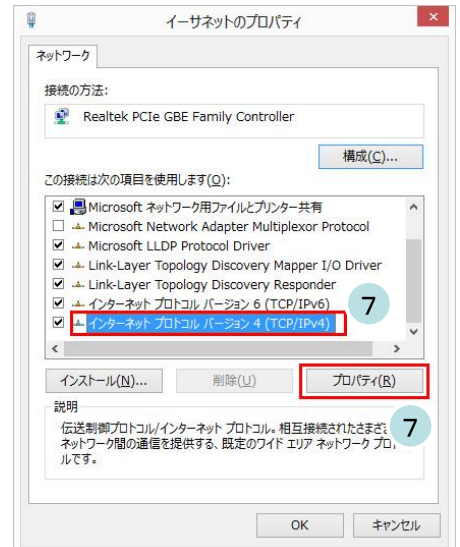 イーサネットのプロパティ
×
ネットワーク
接続の方法:
Realtek PCIe GBE Family Controller
構成(C)...
この接続は次の項目を使用します(O):
Microsoft ネットワーク用ファイルとプリンター共有
Microsoft Network Adapter Multiplexor Protocol
Microsoft LLDP Protocol Driver
Link-Layer Topology Discovery Mapper I/O Driver
Link-Layer Topology Discovery Responder
インターネット プロトコル バージョン 6 (TCP/IPv6)
7
インターネット プロトコル バージョン 4 (TCP/IPv4)
インストール(N)...
削除(U)
プロパティ(R)
説明
伝送制御プロトコル/インターネット プロトコル。相互接続されたさまざ
7
ネットワーク間の通信を提供する、既定のワイド エリア ネットワーク プロト
ルです。
OK
キャンセル